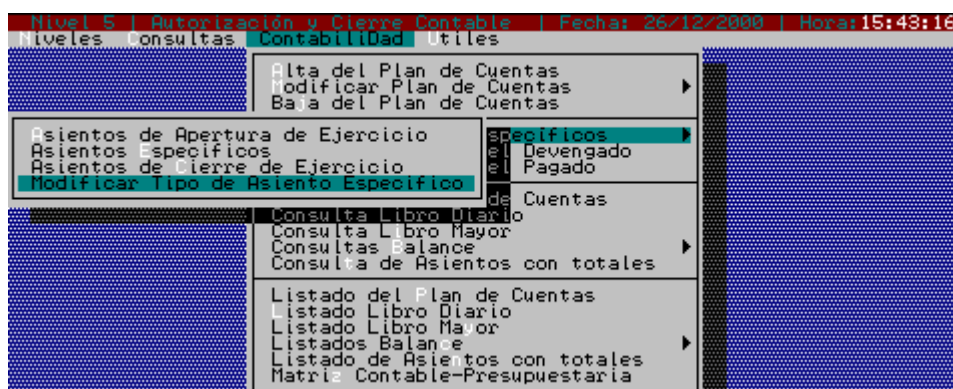 Nivel 5 | Autorización y Cierre Contable | Fecha: 26/12/2000 | Hora:15:43:16
Niveles Consultas ContabiliDad Utiles
Alta del Plan de Cuentas
Modificar Plan de Cuentas
Baja del Plan de Cuentas
specificos
el Devengado
el Pagado
Asientos de Apertura de Ejercicio
Asientos Especificos
Asientos de Cierre de Ejercicio
Modificar Tipo de Asiento Especifico
de Cuentas
Consulta Libro Diario
Consulta Libro Mayor
Consultas Balance
Consulta de Asientos con totales
Listado del Plan de Cuentas
Listado Libro Diario
Listado Libro Mayor
Listados Balance
Listado de Asientos con totales
Matriz Contable-Presupuestaria